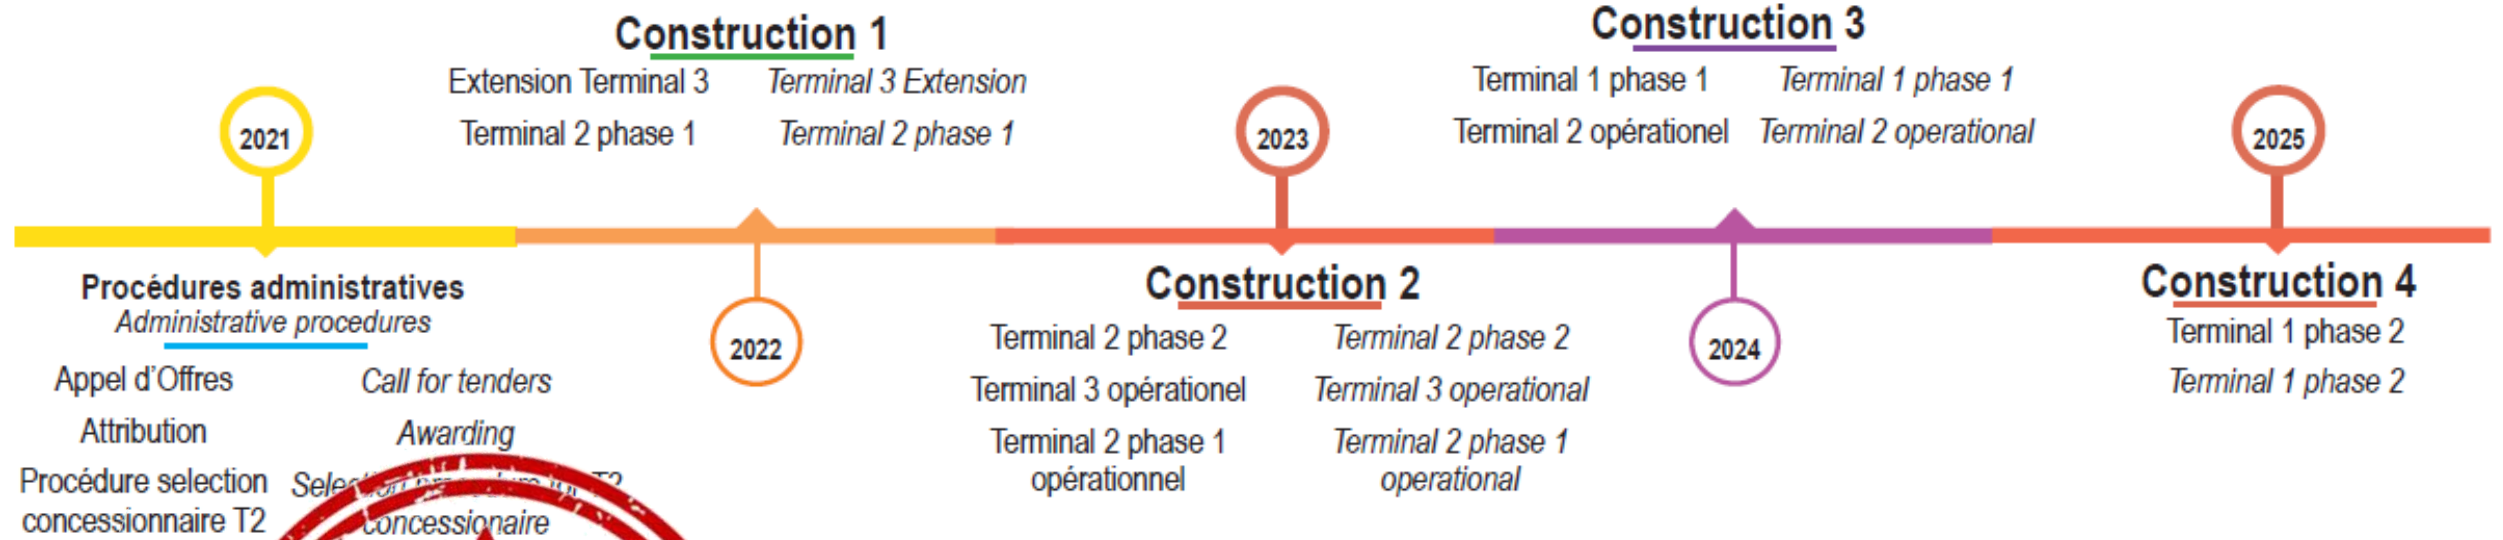 Construction 1
Extension Terminal 3 Terminal 3 Extension
Terminal 2 phase 1 Terminal 2 phase 1
Construction 3
Terminal 1 phase 1 Terminal 1 phase 1
Terminal 2 opérationel Terminal 2 operational
2021
2023
2025
Procédures administratives
Administrative procedures
Appel d'Offres Call for tenders
Attribution Awarding
Procédure selection
concessionnaire T2
Selection procedure for T2
concessionaire
2022
Construction 2
Terminal 2 phase 2 Terminal 2 phase 2
Terminal 3 opérationel Terminal 3 operational
Terminal 2 phase 1 Terminal 2 phase 1
opérationnel operational
2024
Construction 4
Terminal 1 phase 2
Terminal 1 phase 2